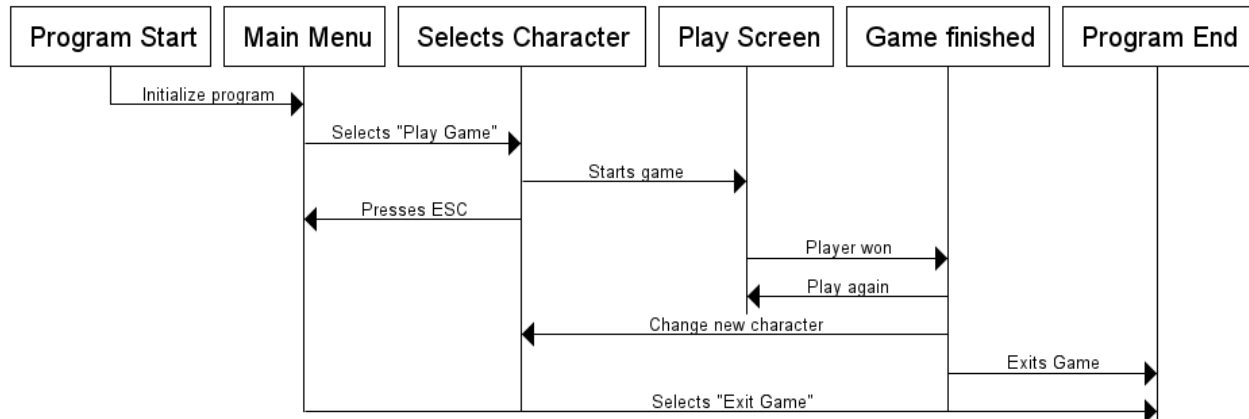 Program Start
Main Menu
Selects Character
Play Screen
Game finished
Program End
Initialize program
Selects "Play Game"
Starts game
Presses ESC
Player won
Play again
Change new character
Exits Game
Selects "Exit Game"